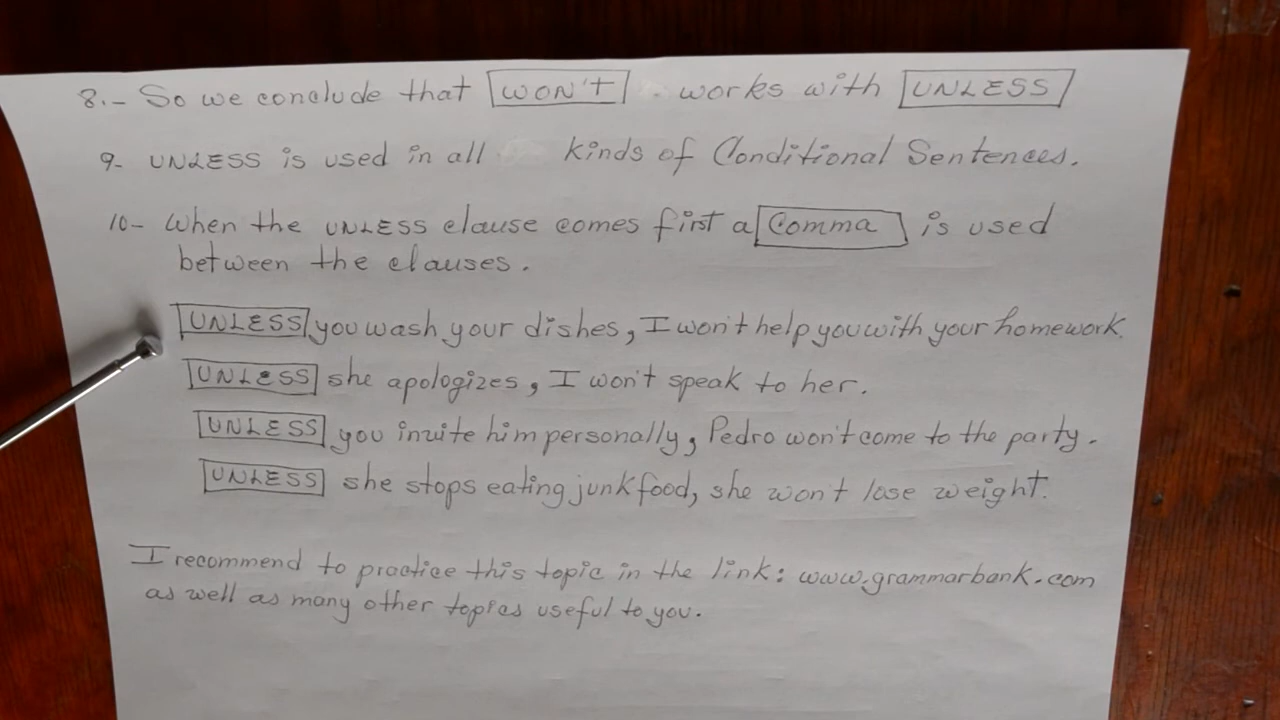 8.- So we conclude that WON'T works with UNLESS
9- UNLESS is used in all kinds of Conditional Sentences.
10- When the UNLESS clause comes first a Comma is used
between the clauses.
UNLESS you wash your dishes, I won't help you with your homework.
UNLESS she apologizes, I won't speak to her.
UNLESS you invite him personally, Pedro won't come to the party.
UNLESS she stops eating junk food, she won't lose weight.
I recommend to practice this topic in the link: www.grammarbank.com
as well as many other topics useful to you.